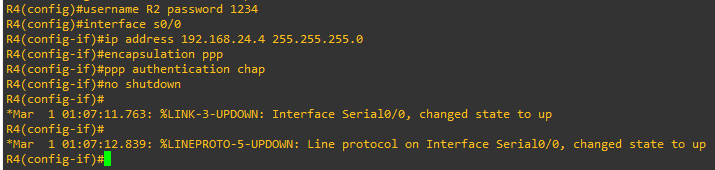 R4(config)#username R2 password 1234
R4(config)#interface s0/0
R4(config-if)#ip address 192.168.24.4 255.255.255.0
R4(config-if)#encapsulation ppp
R4(config-if)#ppp authentication chap
R4(config-if)#no shutdown
R4(config-if)#
*Mar  1 01:07:11.763: %LINK-3-UPDOWN: Interface Serial0/0, changed state to up
R4(config-if)#
*Mar  1 01:07:12.839: %LINEPROTO-5-UPDOWN: Line protocol on Interface Serial0/0, changed state to up
R4(config-if)#